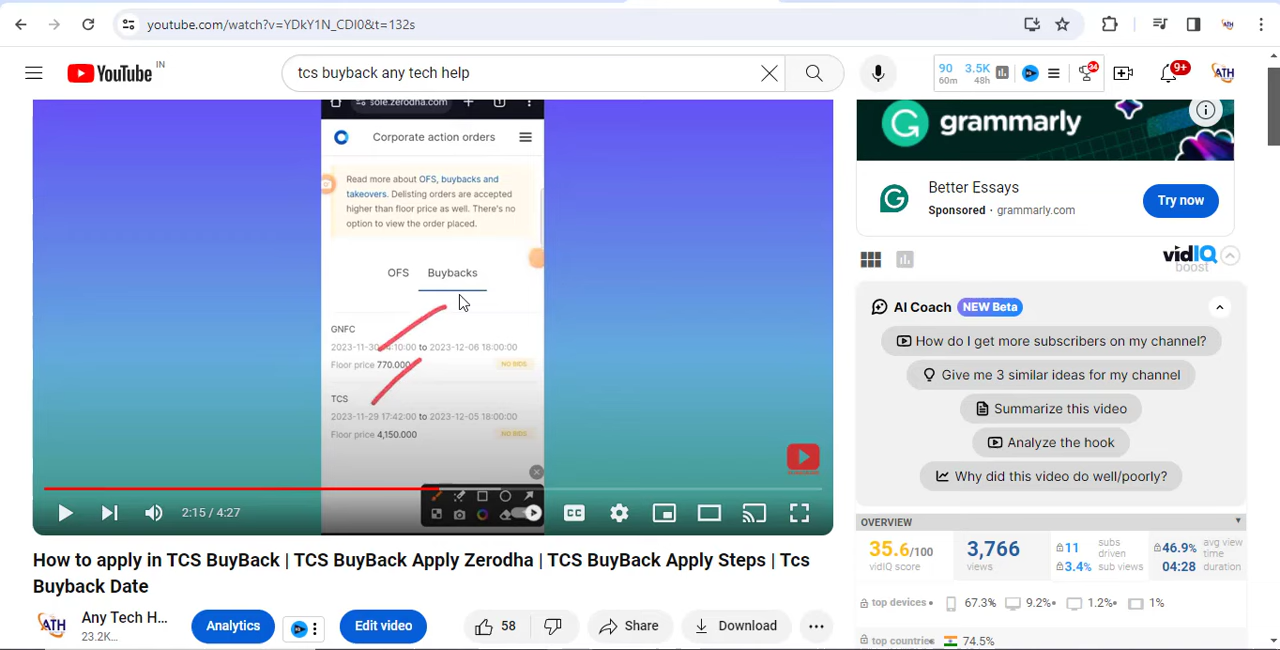 youtube.com/watch?v=YDkY1N_CDI0&t=132s
YouTube IN
tcs buyback any tech help
90 3.5K
60m 48h
24
9+
ATH
sole.zerodha.com
Corporate action orders
Read more about OFS, buybacks and
takeovers. Delisting orders are accepted
higher than floor price as well. There's no
option to view the order placed.
OFS Buybacks
GNFC
to 2023-12-06 18:00:00
Floor price 770.000 NO BIDS
TCS
2023-11-29 17:42:00 to 2023-12-05 18:00:00
Floor price 4,150.000 NO BIDS
2:15 / 4:27
CC
How to apply in TCS BuyBack | TCS BuyBack Apply Zerodha | TCS BuyBack Apply Steps | Tcs
Buyback Date
ATH
Any Tech H...
23.2K...
Analytics
Edit video
58
Share
Download
grammarly
Better Essays
Sponsored · grammarly.com
Try now
vidIQ
boost
AI Coach NEW Beta
How do I get more subscribers on my channel?
Give me 3 similar ideas for my channel
Summarize this video
Analyze the hook
Why did this video do well/poorly?
OVERVIEW
35.6/100
vidIQ score
3,766
views
11 subs driven
3.4% sub views
46.9% avg view time
04:28 duration
top devices 67.3% 9.2% 1.2% 1%
top countries 74.5%